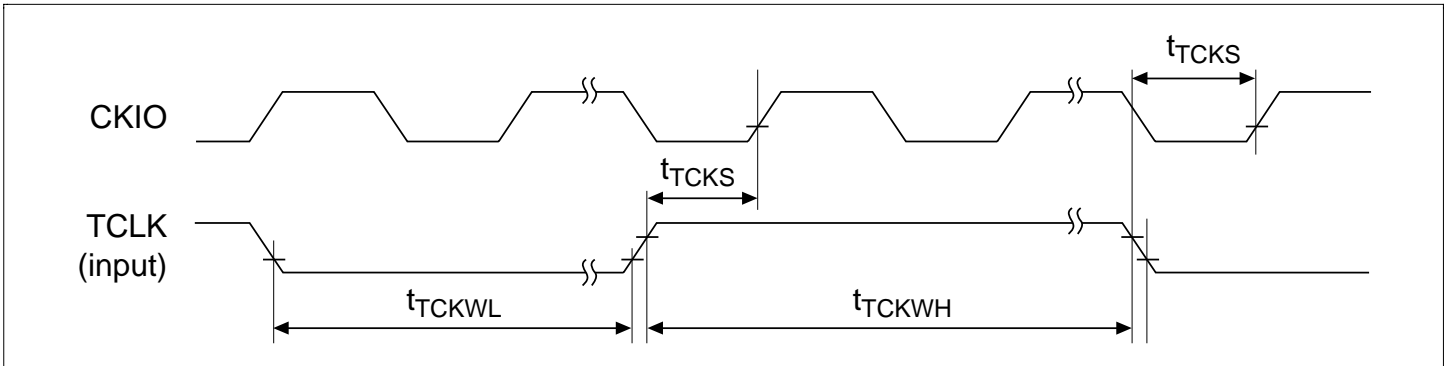 tTCKS
CKIO
tTCKS
TCLK
(input)
tTCKWL
tTCKWH